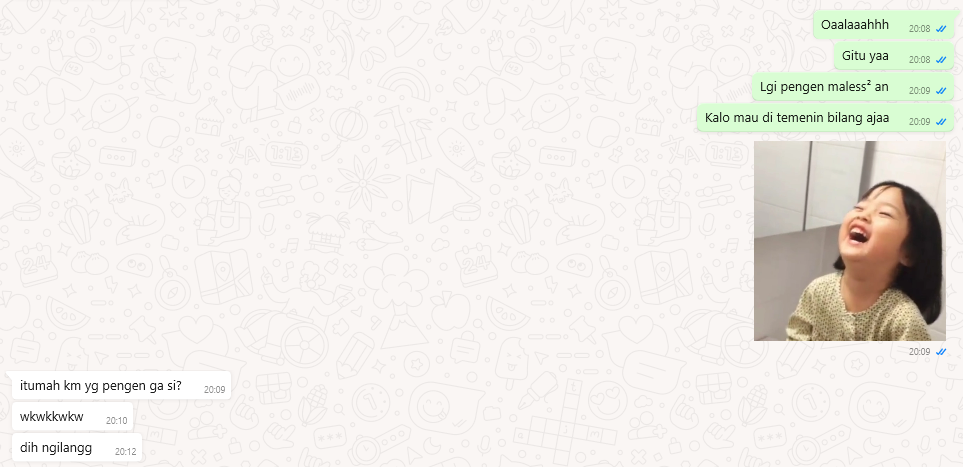 Oaalaaahhh 20:08
Gitu yaa 20:08
Lgi pengen maless² an 20:09
Kalo mau di temenin bilang ajaa 20:09
20:09
itumah km yg pengen ga si? 20:09
wkwkkwkw 20:10
dih ngilangg 20:12